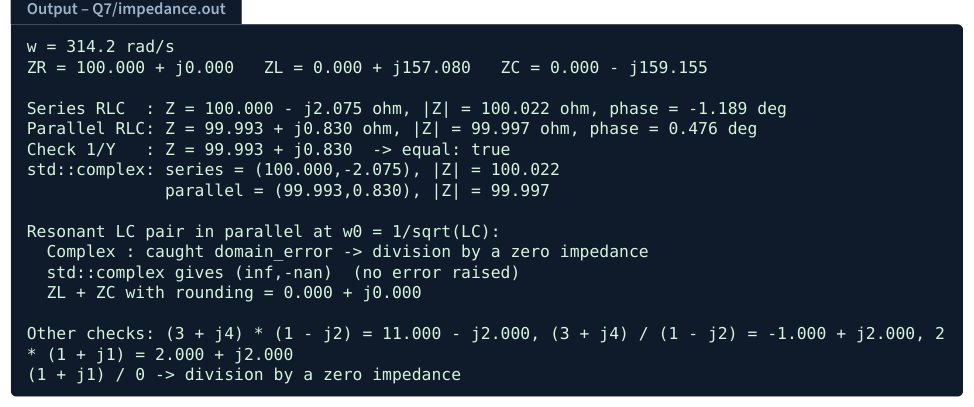 Output – Q7/impedance.out
w = 314.2 rad/s
ZR = 100.000 + j0.000   ZL = 0.000 + j157.080   ZC = 0.000 - j159.155
Series RLC  : Z = 100.000 - j2.075 ohm, |Z| = 100.022 ohm, phase = -1.189 deg
Parallel RLC: Z = 99.993 + j0.830 ohm, |Z| = 99.997 ohm, phase = 0.476 deg
Check 1/Y   : Z = 99.993 + j0.830  -> equal: true
std::complex: series = (100.000,-2.075), |Z| = 100.022
              parallel = (99.993,0.830), |Z| = 99.997
Resonant LC pair in parallel at w0 = 1/sqrt(LC):
  Complex : caught domain_error -> division by a zero impedance
  std::complex gives (inf,-nan)  (no error raised)
  ZL + ZC with rounding = 0.000 + j0.000
Other checks: (3 + j4) * (1 - j2) = 11.000 - j2.000, (3 + j4) / (1 - j2) = -1.000 + j2.000, 2
* (1 + j1) = 2.000 + j2.000
(1 + j1) / 0 -> division by a zero impedance